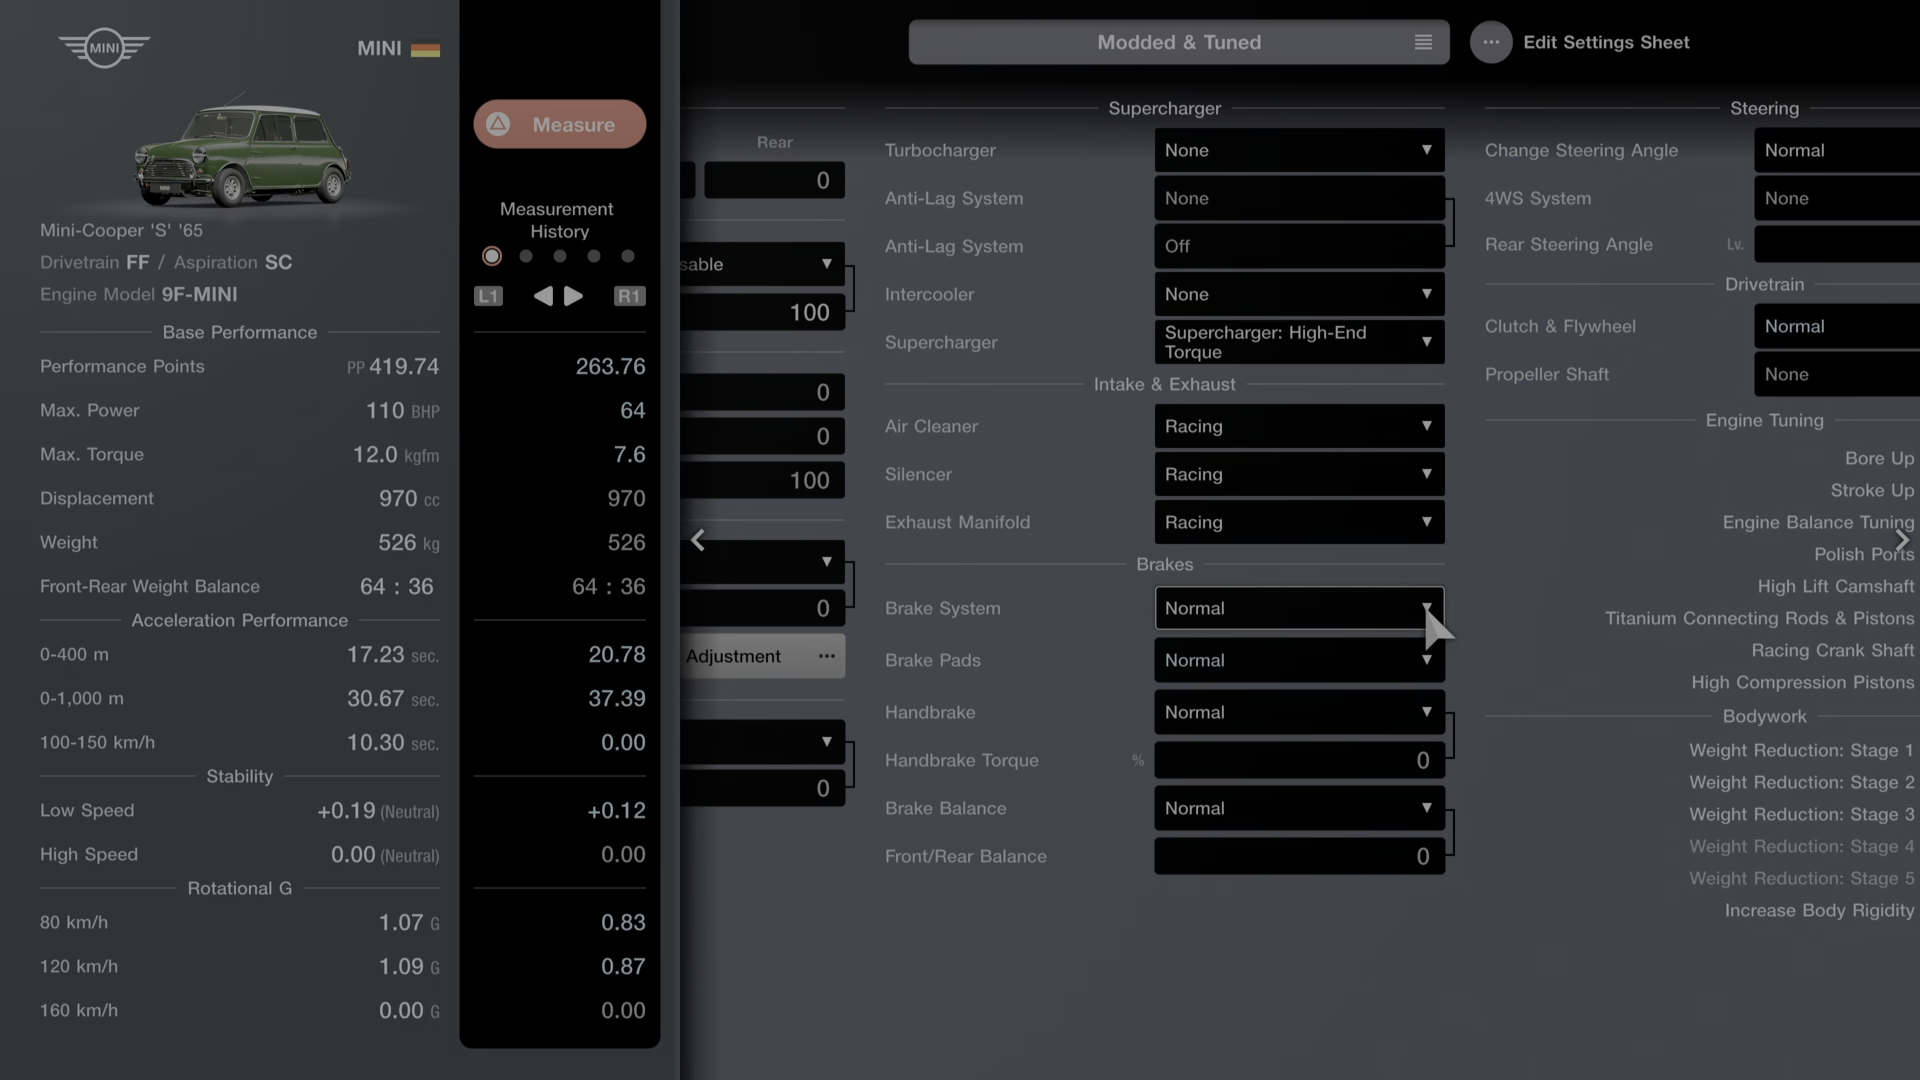 MINI
MINI
Mini-Cooper 'S' '65
Drivetrain FF / Aspiration SC
Engine Model 9F-MINI
Base Performance
Performance Points PP 419.74 263.76
Max. Power 110 BHP 64
Max. Torque 12.0 kgfm 7.6
Displacement 970 cc 970
Weight 526 kg 526
Front-Rear Weight Balance 64 : 36 64 : 36
Acceleration Performance
0-400 m 17.23 sec. 20.78
0-1,000 m 30.67 sec. 37.39
100-150 km/h 10.30 sec. 0.00
Stability
Low Speed +0.19 (Neutral) +0.12
High Speed 0.00 (Neutral) 0.00
Rotational G
80 km/h 1.07 G 0.83
120 km/h 1.09 G 0.87
160 km/h 0.00 G 0.00
Measure
Measurement
History
L1 R1
Modded & Tuned
Edit Settings Sheet
Rear
0
sable
100
0
0
100
0
Adjustment
0
Supercharger
Turbocharger None
Anti-Lag System None
Anti-Lag System Off
Intercooler None
Supercharger Supercharger: High-End
Torque
Intake & Exhaust
Air Cleaner Racing
Silencer Racing
Exhaust Manifold Racing
Brakes
Brake System Normal
Brake Pads Normal
Handbrake Normal
Handbrake Torque % 0
Brake Balance Normal
Front/Rear Balance 0
Steering
Change Steering Angle Normal
4WS System None
Rear Steering Angle Lv.
Drivetrain
Clutch & Flywheel Normal
Propeller Shaft None
Engine Tuning
Bore Up
Stroke Up
Engine Balance Tuning
Polish Ports
High Lift Camshaft
Titanium Connecting Rods & Pistons
Racing Crank Shaft
High Compression Pistons
Bodywork
Weight Reduction: Stage 1
Weight Reduction: Stage 2
Weight Reduction: Stage 3
Weight Reduction: Stage 4
Weight Reduction: Stage 5
Increase Body Rigidity